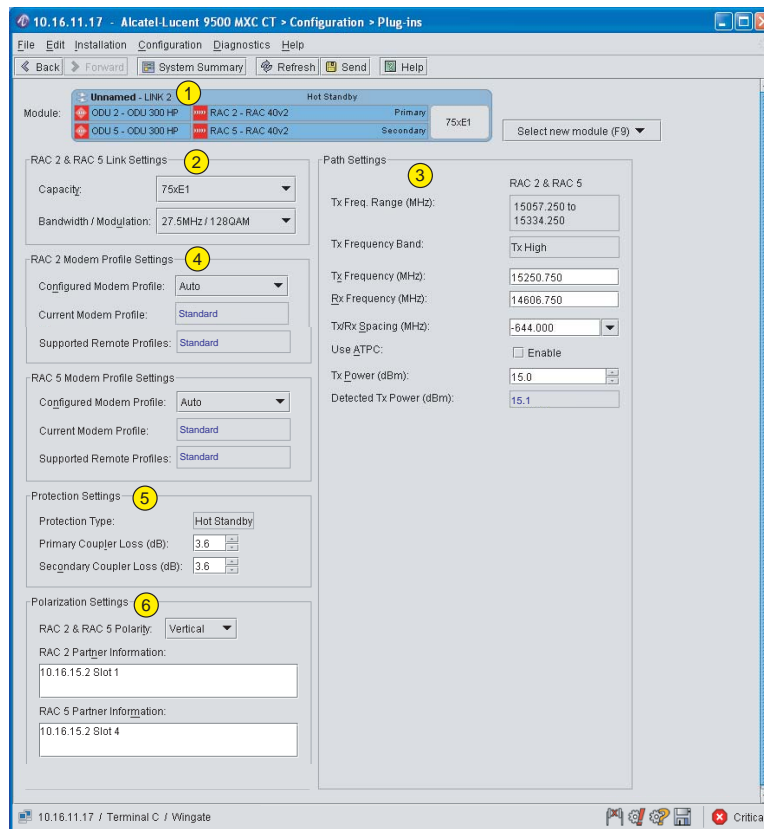 10.16.11.17 - Alcatel-Lucent 9500 MXC CT > Configuration > Plug-ins
File Edit Installation Configuration Diagnostics Help
Back Forward System Summary Refresh Send Help
Unnamed - LINK 2 1 Hot Standby
Module:
ODU 2 - ODU 300 HP RAC 2 - RAC 40v2 Primary
ODU 5 - ODU 300 HP RAC 5 - RAC 40v2 Secondary
75xE1
Select new module (F9)
RAC 2 & RAC 5 Link Settings 2
Capacity: 75xE1
Bandwidth / Modulation: 27.5MHz / 128QAM
RAC 2 Modem Profile Settings 4
Configured Modem Profile: Auto
Current Modem Profile: Standard
Supported Remote Profiles: Standard
RAC 5 Modem Profile Settings
Configured Modem Profile: Auto
Current Modem Profile: Standard
Supported Remote Profiles: Standard
Protection Settings 5
Protection Type: Hot Standby
Primary Coupler Loss (dB): 3.6
Secondary Coupler Loss (dB): 3.6
Polarization Settings 6
RAC 2 & RAC 5 Polarity: Vertical
RAC 2 Partner Information:
10.16.15.2 Slot 1
RAC 5 Partner Information:
10.16.15.2 Slot 4
Path Settings
3
RAC 2 & RAC 5
Tx Freq. Range (MHz): 15057.250 to
15334.250
Tx Frequency Band: Tx High
Tx Frequency (MHz): 15250.750
Rx Frequency (MHz): 14606.750
Tx/Rx Spacing (MHz): -644.000
Use ATPC: Enable
Tx Power (dBm): 15.0
Detected Tx Power (dBm): 15.1
10.16.11.17 / Terminal C / Wingate
Critica